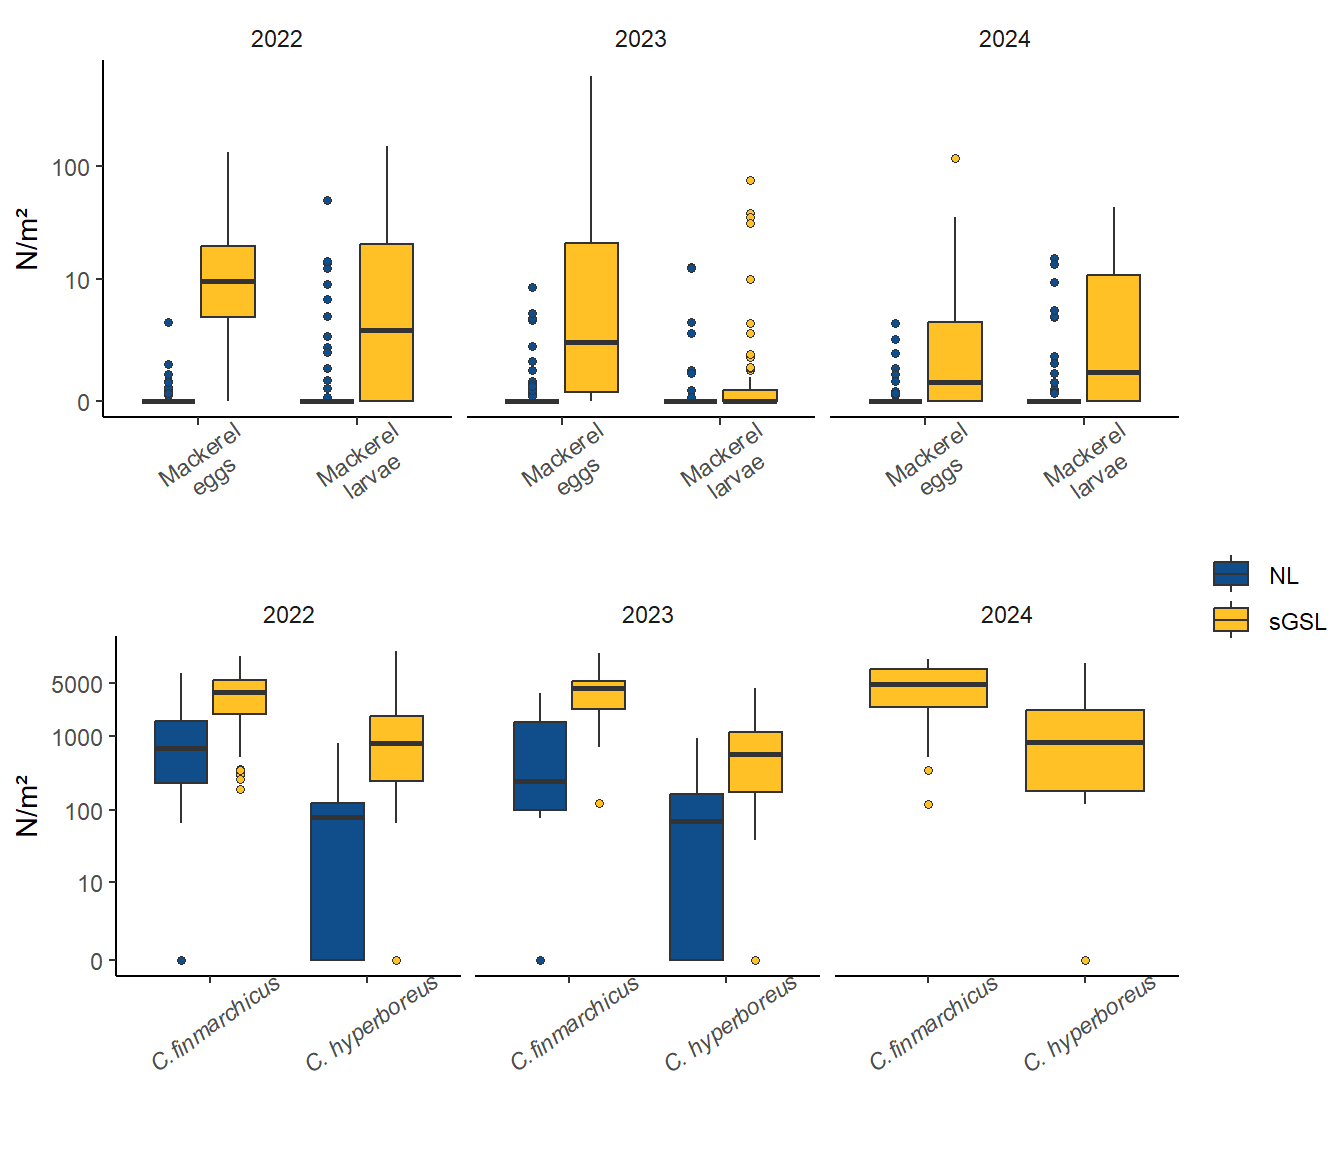 2022
2023
2024
N/m²
100
10
0
Mackerel
eggs
Mackerel
larvae
Mackerel
eggs
Mackerel
larvae
Mackerel
eggs
Mackerel
larvae
NL
sGSL
2022
2023
2024
N/m²
5000
1000
100
10
0
C.finmarchicus
C. hyperboreus
C.finmarchicus
C. hyperboreus
C.finmarchicus
C. hyperboreus